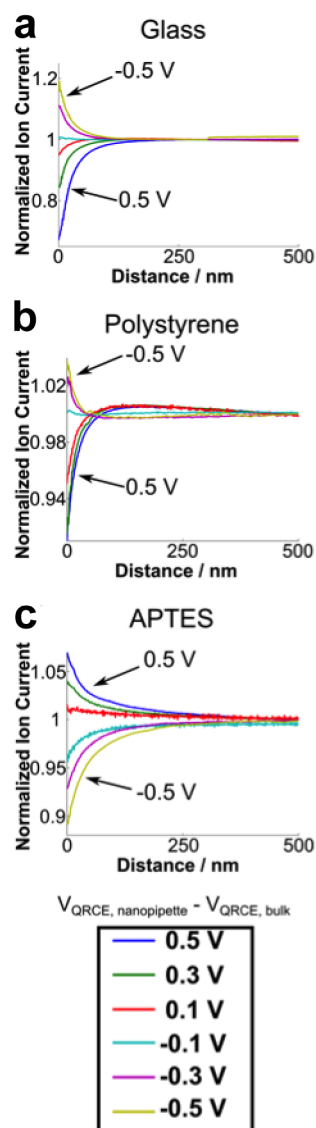 a
Glass
Normalized Ion Current
1.2
1
0.8
-0.5 V
0.5 V
0
250
500
Distance / nm
b
Polystyrene
Normalized Ion Current
1.02
0.98
0.94
-0.5 V
0.5 V
0
250
500
Distance / nm
c
APTES
Normalized Ion Current
1.05
1
0.95
0.9
0.5 V
-0.5 V
0
250
500
Distance / nm
VQRCE, nanopipette - VQRCE, bulk
0.5 V
0.3 V
0.1 V
-0.1 V
-0.3 V
-0.5 V